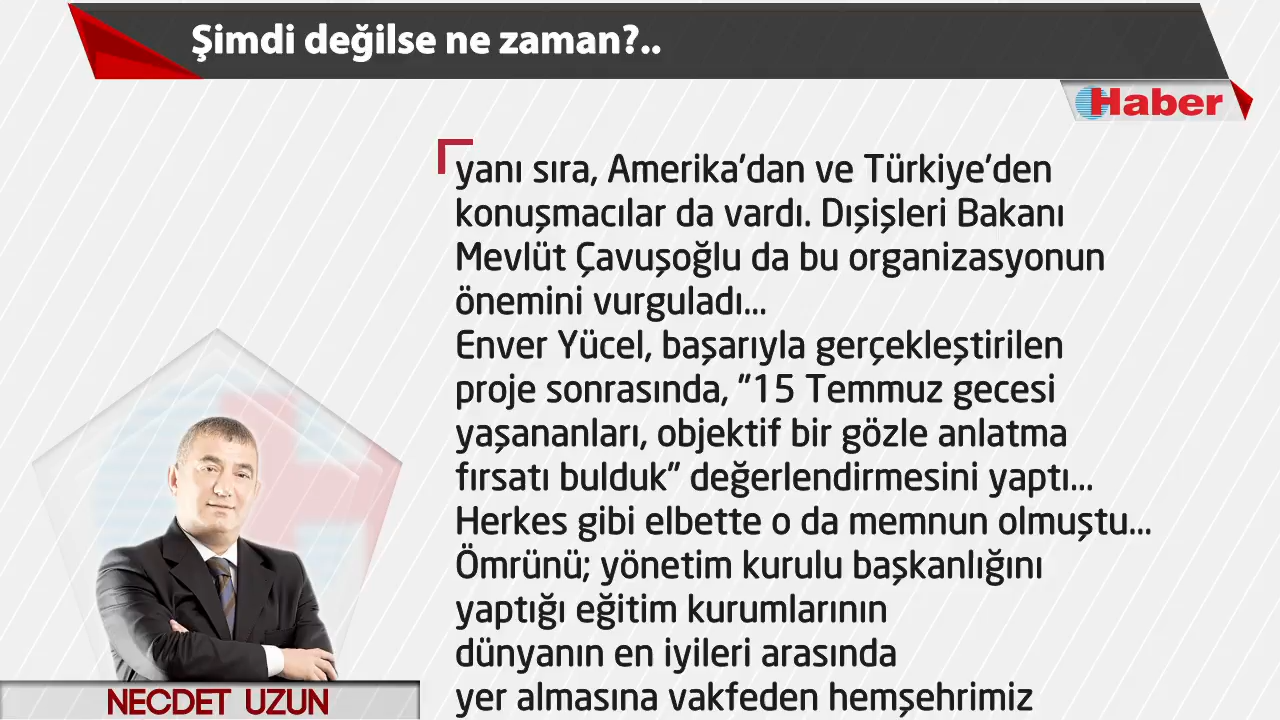 Şimdi değilse ne zaman?..
Haber
yanı sıra, Amerika'dan ve Türkiye'den
konuşmacılar da vardı. Dışişleri Bakanı
Mevlüt Çavuşoğlu da bu organizasyonun
önemini vurguladı...
Enver Yücel, başarıyla gerçekleştirilen
proje sonrasında, "15 Temmuz gecesi
yaşananları, objektif bir gözle anlatma
fırsatı bulduk" değerlendirmesini yaptı...
Herkes gibi elbette o da memnun olmuştu...
Ömrünü; yönetim kurulu başkanlığını
yaptığı eğitim kurumlarının
dünyanın en iyileri arasında
yer almasına vakfeden hemşehrimiz
NECDET UZUN